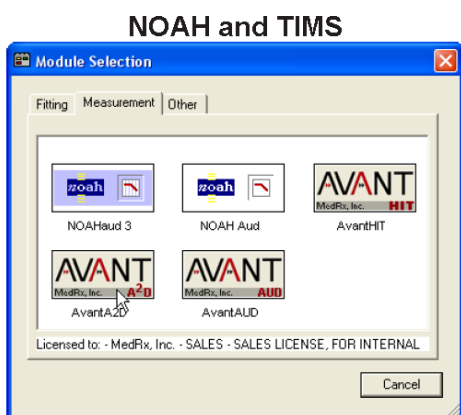 NOAH and TIMS
Module Selection
Fitting Measurement Other
noah noah AVANT
MedRx, Inc. HIT
NOAHaud 3 NOAH Aud AvantHIT
AVANT AVANT
MedRx, Inc. A2D MedRx, Inc. AUD
AvantA2D AvantAUD
Licensed to: - MedRx, Inc. - SALES - SALES LICENSE, FOR INTERNAL
Cancel